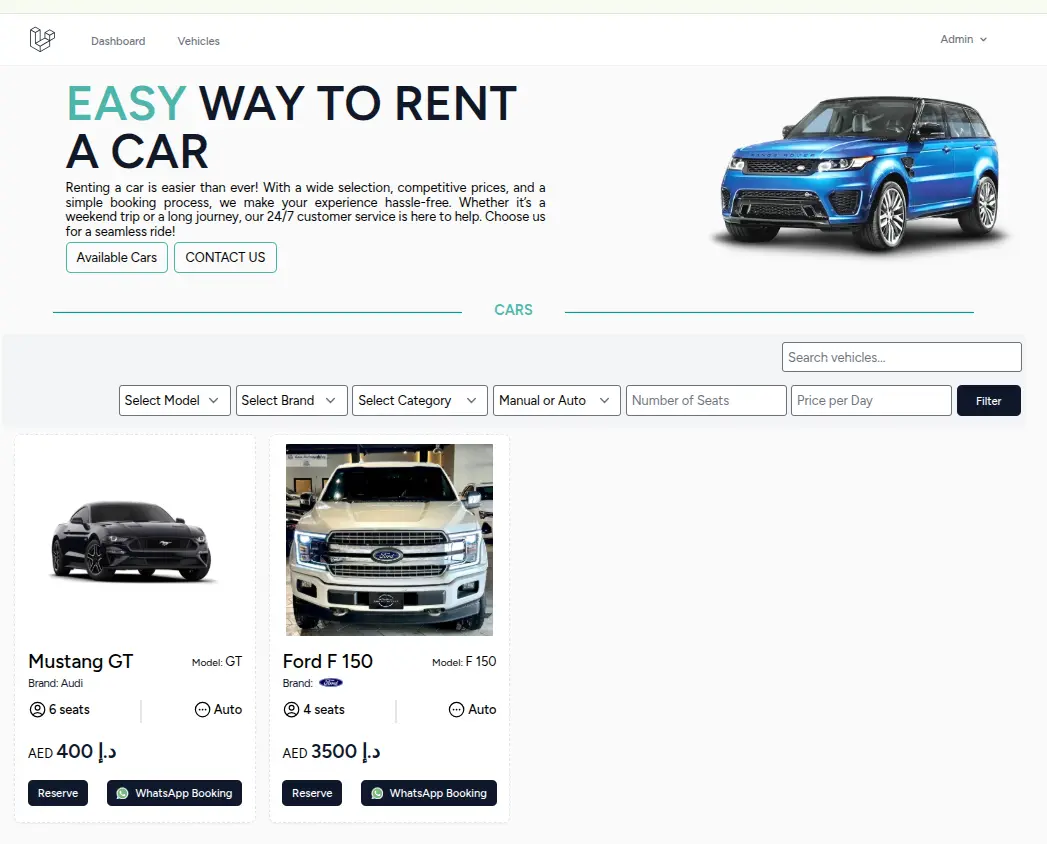 Dashboard
Vehicles
Admin
EASY WAY TO RENT
A CAR
Renting a car is easier than ever! With a wide selection, competitive prices, and a
simple booking process, we make your experience hassle-free. Whether it's a
weekend trip or a long journey, our 24/7 customer service is here to help. Choose us
for a seamless ride!
Available Cars
CONTACT US
CARS
Search vehicles...
Select Model
Select Brand
Select Category
Manual or Auto
Number of Seats
Price per Day
Filter
Mustang GT
Model: GT
Brand: Audi
6 seats
Auto
AED 400 د.إ
Reserve
WhatsApp Booking
Ford
Ford F 150
Model: F 150
Brand: Ford
4 seats
Auto
AED 3500 د.إ
Reserve
WhatsApp Booking